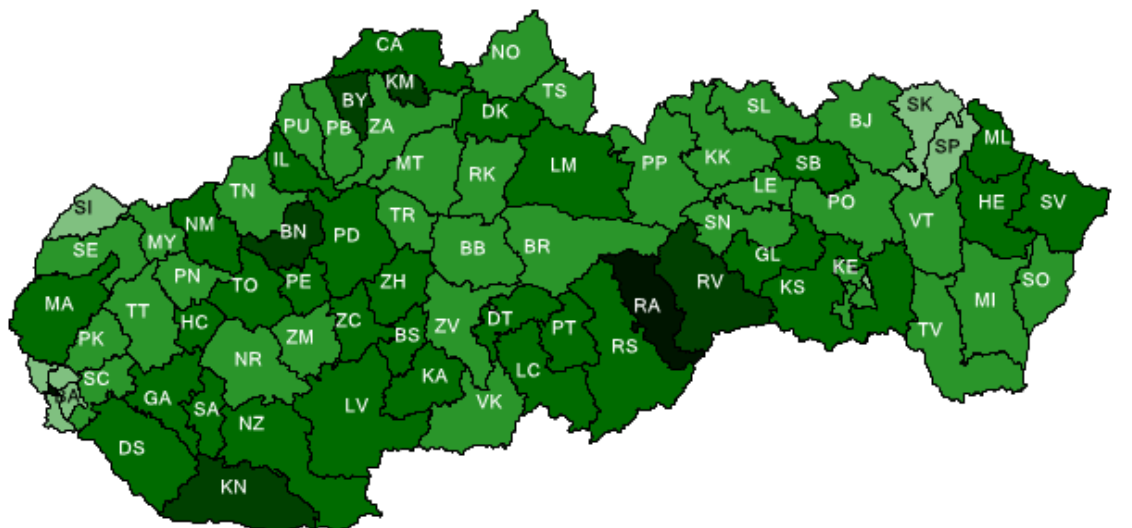 CA
NO
KM
BY
TS
SL
SK
DK
PU
PB
ZA
BJ
ML
SP
IL
MT
LM
PP
KK
SB
RK
TN
LE
SI
NM
TR
PO
HE
SV
BN
PD
SN
VT
SE
MY
BB
BR
GL
KE
PN
TO
PE
ZH
RV
KS
SO
MA
TT
RA
MI
HC
ZC
BS
ZV
DT
PT
PK
ZM
RS
TV
NR
SC
KA
LC
GA
SA
LV
VK
NZ
DS
KN